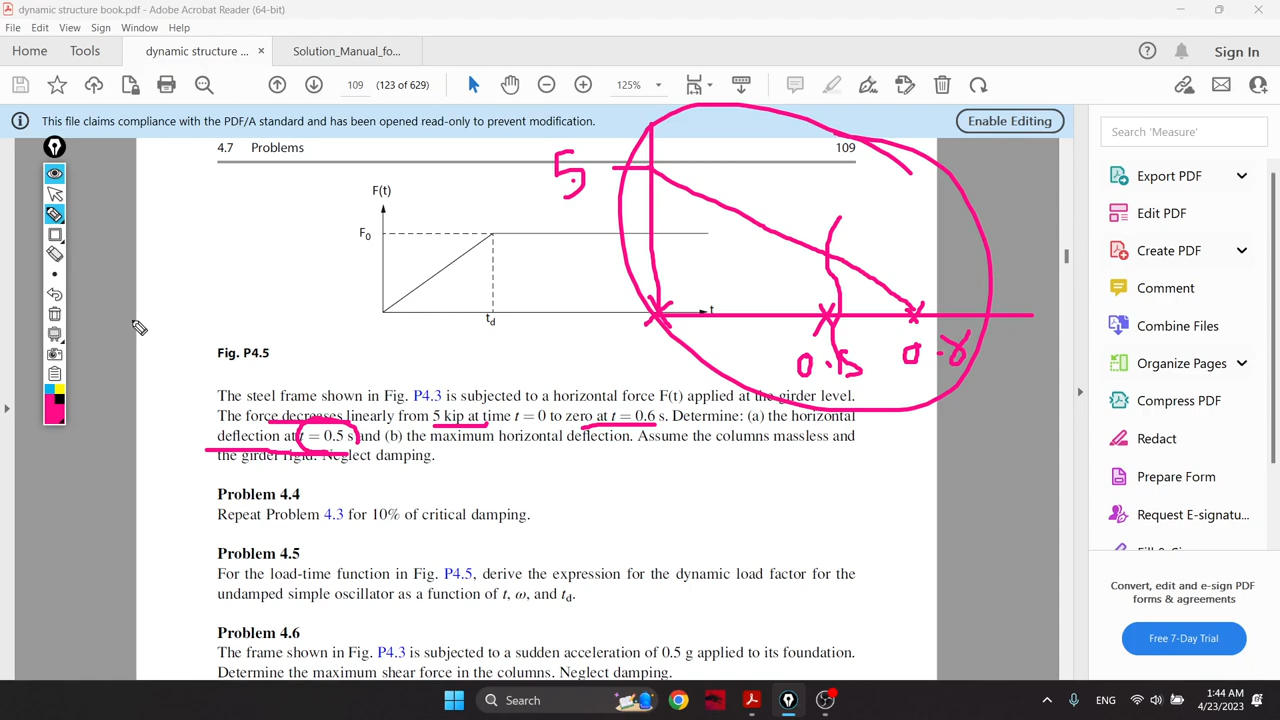 dynamic structure book.pdf - Adobe Acrobat Reader (64-bit)
File Edit View Sign Window Help
Home Tools dynamic structure ... × Solution_Manual_fo... Sign In
109 (123 of 629) 125%
This file claims compliance with the PDF/A standard and has been opened read-only to prevent modification. Enable Editing
Search 'Measure'
4.7 Problems 109
5
F(t)
F0
td
t
0.5
0.6
Fig. P4.5
The steel frame shown in Fig. P4.3 is subjected to a horizontal force F(t) applied at the girder level.
The force decreases linearly from 5 kip at time t = 0 to zero at t = 0.6 s. Determine: (a) the horizontal
deflection at t = 0.5 s and (b) the maximum horizontal deflection. Assume the columns massless and
the girder rigid. Neglect damping.
Problem 4.4
Repeat Problem 4.3 for 10% of critical damping.
Problem 4.5
For the load-time function in Fig. P4.5, derive the expression for the dynamic load factor for the
undamped simple oscillator as a function of t, ω, and td.
Problem 4.6
The frame shown in Fig. P4.3 is subjected to a sudden acceleration of 0.5 g applied to its foundation.
Determine the maximum shear force in the columns. Neglect damping.
Export PDF
Edit PDF
Create PDF
Comment
Combine Files
Organize Pages
Compress PDF
Redact
Prepare Form
Request E-signatu...
Convert, edit and e-sign PDF
forms & agreements
Free 7-Day Trial
Search
ENG
1:44 AM
4/23/2023